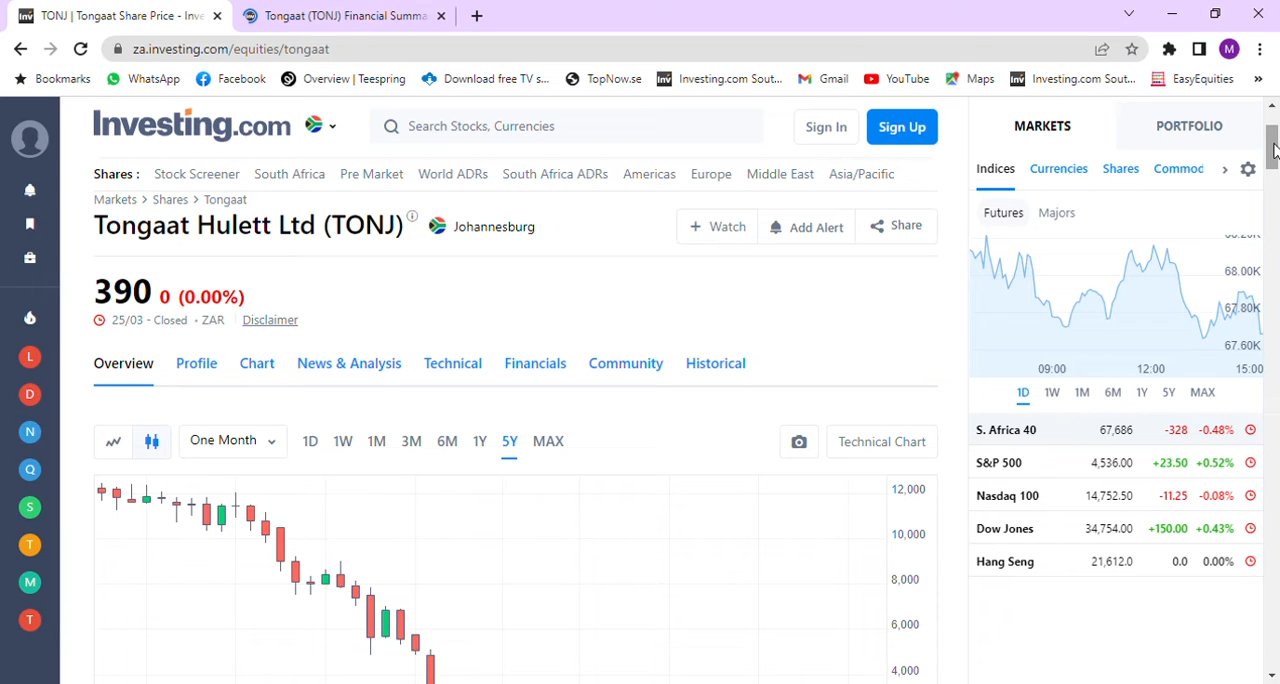 TONJ | Tongaat Share Price - Inve
Tongaat (TONJ) Financial Summa
za.investing.com/equities/tongaat
M
Bookmarks WhatsApp Facebook Overview | Teespring Download free TV s... TopNow.se Investing.com Sout... Gmail YouTube Maps Investing.com Sout... EasyEquities »
Investing.com
Search Stocks, Currencies
Sign In
Sign Up
MARKETS
PORTFOLIO
Shares : Stock Screener South Africa Pre Market World ADRs South Africa ADRs Americas Europe Middle East Asia/Pacific
Indices Currencies Shares Commod
Markets > Shares > Tongaat
Tongaat Hulett Ltd (TONJ) Johannesburg
+ Watch
Add Alert
Share
Futures Majors
390 0 (0.00%)
25/03 - Closed • ZAR Disclaimer
68.00K
67.80K
67.60K
09:00 12:00 15:00
Overview Profile Chart News & Analysis Technical Financials Community Historical
1D 1W 1M 6M 1Y 5Y MAX
One Month
1D 1W 1M 3M 6M 1Y 5Y MAX
Technical Chart
S. Africa 40 67,686 -328 -0.48%
S&P 500 4,536.00 +23.50 +0.52%
Nasdaq 100 14,752.50 -11.25 -0.08%
Dow Jones 34,754.00 +150.00 +0.43%
Hang Seng 21,612.0 0.0 0.00%
12,000
10,000
8,000
6,000
4,000
L
D
N
Q
S
T
M
T